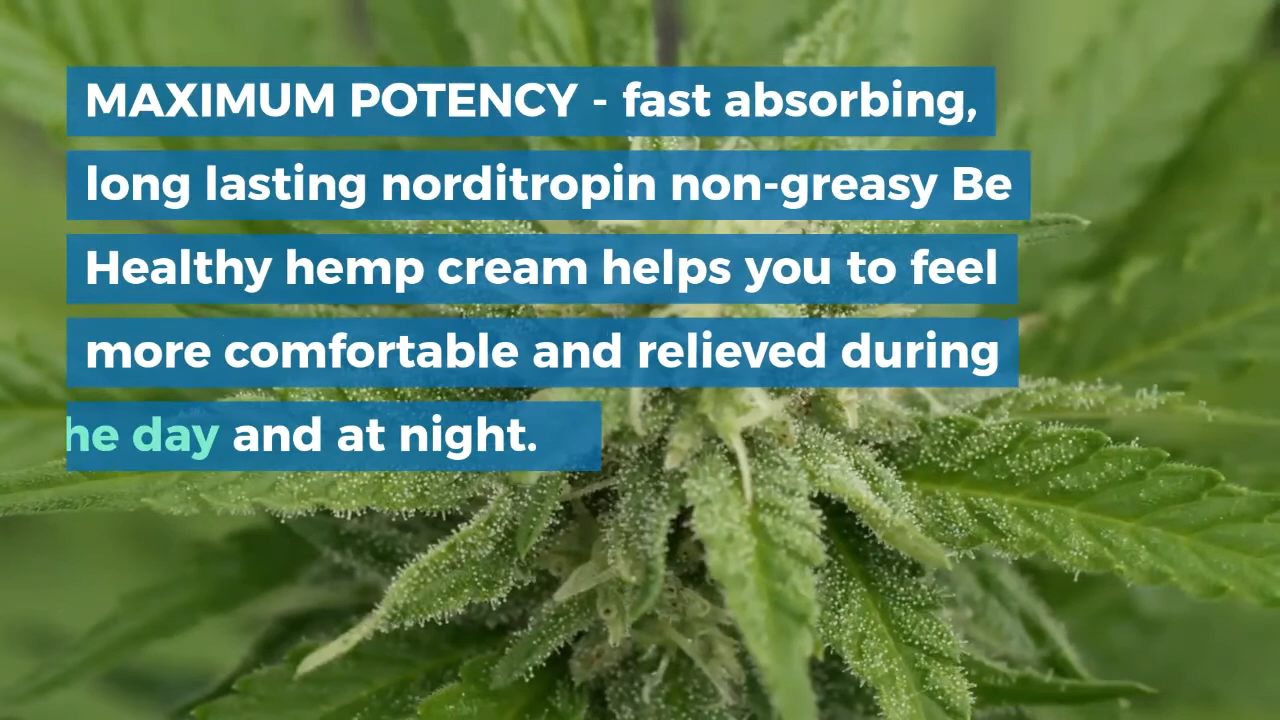 MAXIMUM POTENCY - fast absorbing,
long lasting norditropin non-greasy Be
Healthy hemp cream helps you to feel
more comfortable and relieved during
he day and at night.